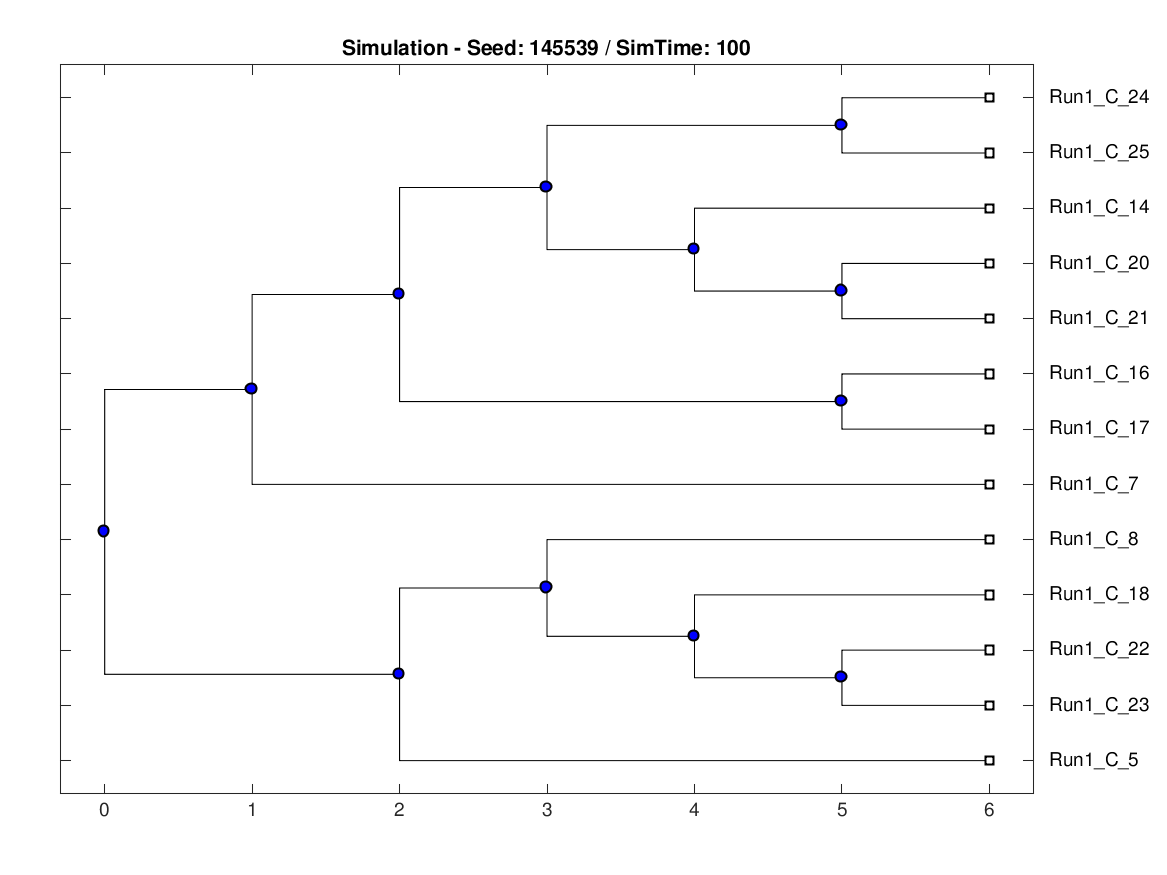 Simulation - Seed: 145539 / SimTime: 100
Run1_C_24
Run1_C_25
Run1_C_14
Run1_C_20
Run1_C_21
Run1_C_16
Run1_C_17
Run1_C_7
Run1_C_8
Run1_C_18
Run1_C_22
Run1_C_23
Run1_C_5
0 1 2 3 4 5 6